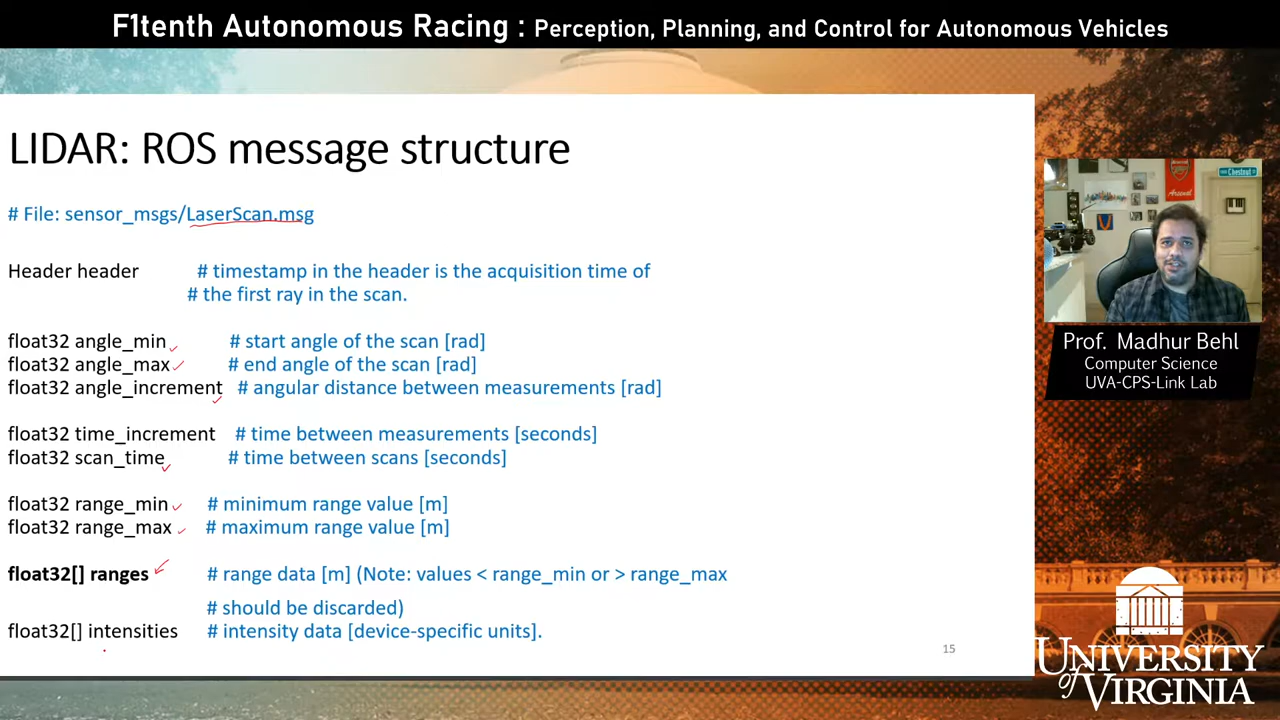 F1tenth Autonomous Racing : Perception, Planning, and Control for Autonomous Vehicles
LIDAR: ROS message structure
# File: sensor_msgs/LaserScan.msg
Header header # timestamp in the header is the acquisition time of
# the first ray in the scan.
float32 angle_min # start angle of the scan [rad]
float32 angle_max # end angle of the scan [rad]
float32 angle_increment # angular distance between measurements [rad]
float32 time_increment # time between measurements [seconds]
float32 scan_time # time between scans [seconds]
float32 range_min # minimum range value [m]
float32 range_max # maximum range value [m]
float32[] ranges # range data [m] (Note: values < range_min or > range_max
# should be discarded)
float32[] intensities # intensity data [device-specific units].
15
Chestnut
Arsenal
Prof. Madhur Behl
Computer Science
UVA-CPS-Link Lab
UNIVERSITY
of VIRGINIA